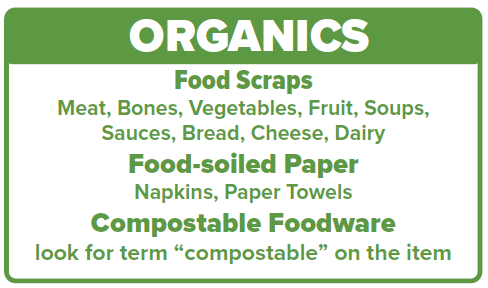 ORGANICS
Food Scraps
Meat, Bones, Vegetables, Fruit, Soups,
Sauces, Bread, Cheese, Dairy
Food-soiled Paper
Napkins, Paper Towels
Compostable Foodware
look for term “compostable” on the item